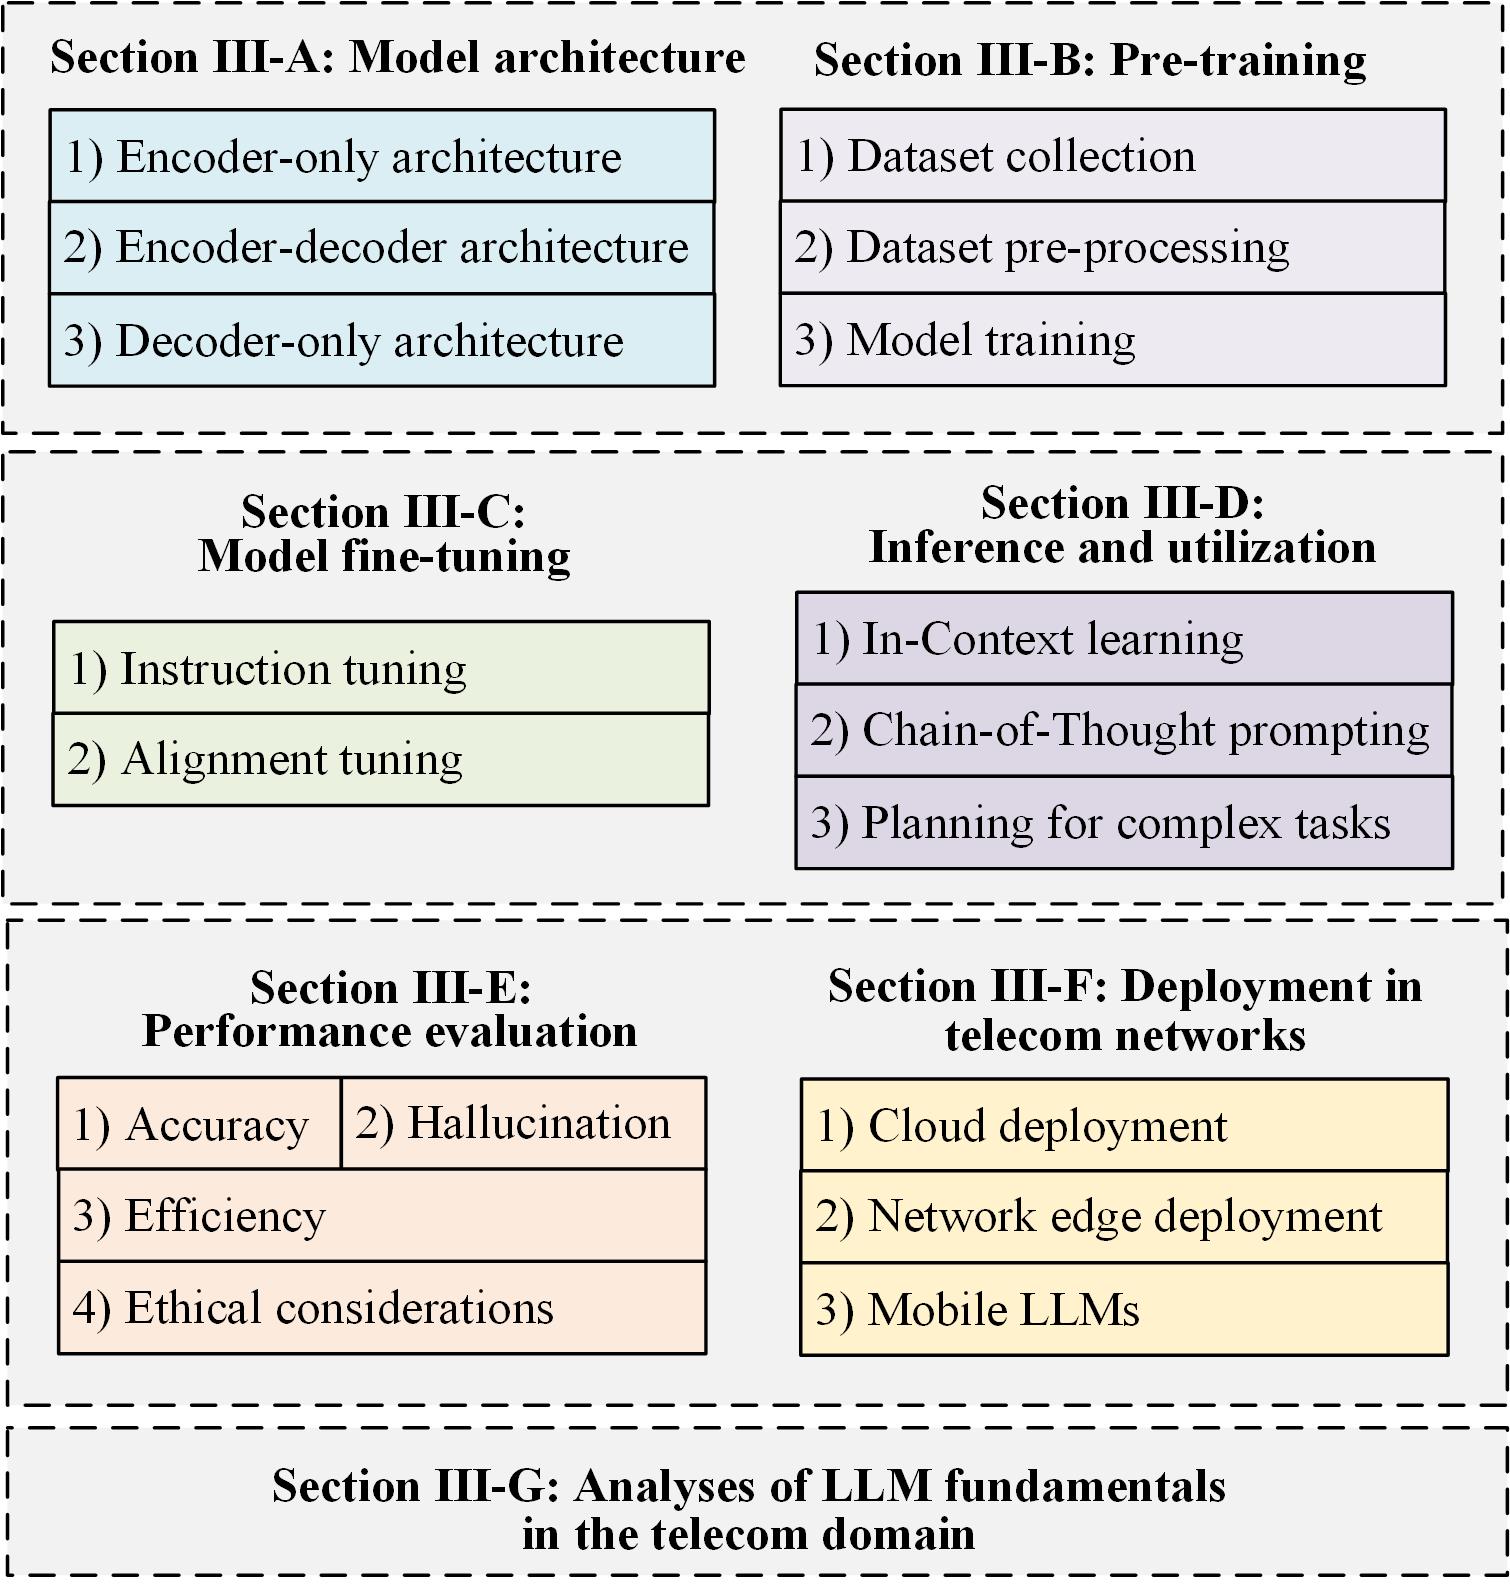 Section III-A: Model architecture
1) Encoder-only architecture
2) Encoder-decoder architecture
3) Decoder-only architecture
Section III-B: Pre-training
1) Dataset collection
2) Dataset pre-processing
3) Model training
Section III-C:
Model fine-tuning
1) Instruction tuning
2) Alignment tuning
Section III-D:
Inference and utilization
1) In-Context learning
2) Chain-of-Thought prompting
3) Planning for complex tasks
Section III-E:
Performance evaluation
1) Accuracy
2) Hallucination
3) Efficiency
4) Ethical considerations
Section III-F: Deployment in
telecom networks
1) Cloud deployment
2) Network edge deployment
3) Mobile LLMs
Section III-G: Analyses of LLM fundamentals
in the telecom domain